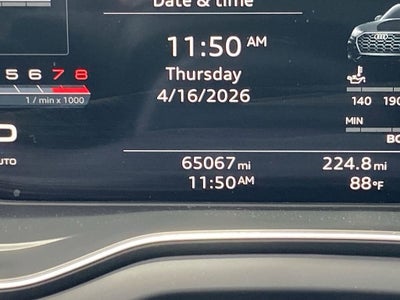 Date & time
11:50 AM
Thursday
4/16/2026
5 6 7 8
1 / min x 1000
140 190
MIN
AUTO
65067 mi 224.8 mi
11:50 AM 88°F